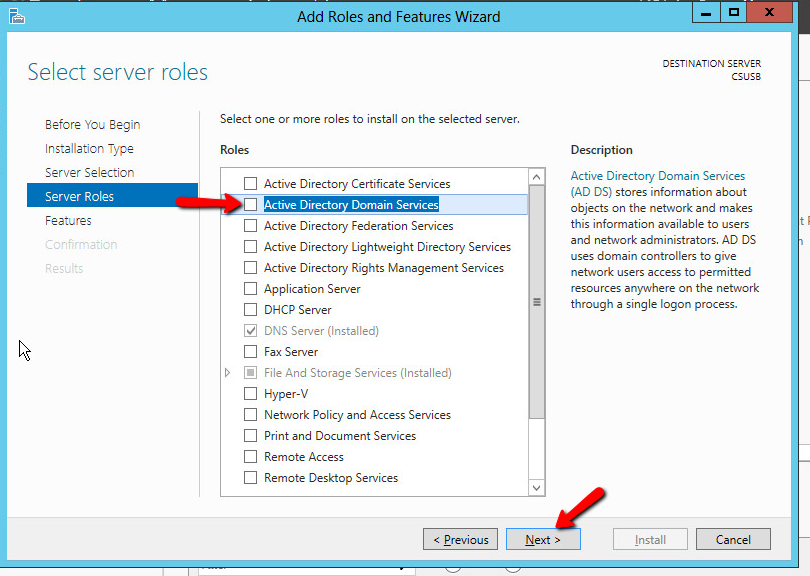 Add Roles and Features Wizard
Select server roles
DESTINATION SERVER
CSUSB
Before You Begin
Installation Type
Server Selection
Server Roles
Features
Confirmation
Results
Select one or more roles to install on the selected server.
Roles
Active Directory Certificate Services
Active Directory Domain Services
Active Directory Federation Services
Active Directory Lightweight Directory Services
Active Directory Rights Management Services
Application Server
DHCP Server
DNS Server (Installed)
Fax Server
File And Storage Services (Installed)
Hyper-V
Network Policy and Access Services
Print and Document Services
Remote Access
Remote Desktop Services
Description
Active Directory Domain Services
(AD DS) stores information about
objects on the network and makes
this information available to users
and network administrators. AD DS
uses domain controllers to give
network users access to permitted
resources anywhere on the network
through a single logon process.
< Previous
Next >
Install
Cancel